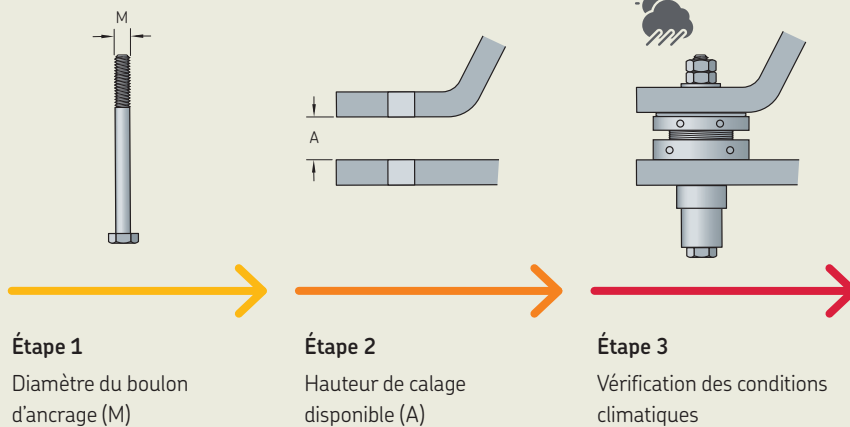 M
A
Étape 1
Diamètre du boulon
d'ancrage (M)
Étape 2
Hauteur de calage
disponible (A)
Étape 3
Vérification des conditions
climatiques